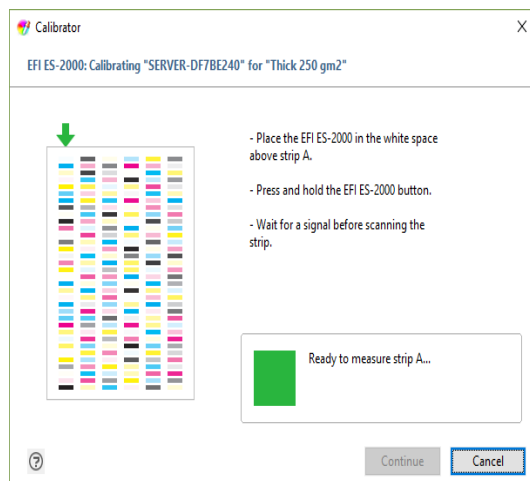 Calibrator
X
EFI ES-2000: Calibrating "SERVER-DF7BE240" for "Thick 250 gm2"
- Place the EFI ES-2000 in the white space
above strip A.
- Press and hold the EFI ES-2000 button.
- Wait for a signal before scanning the
strip.
Ready to measure strip A...
?
Continue
Cancel